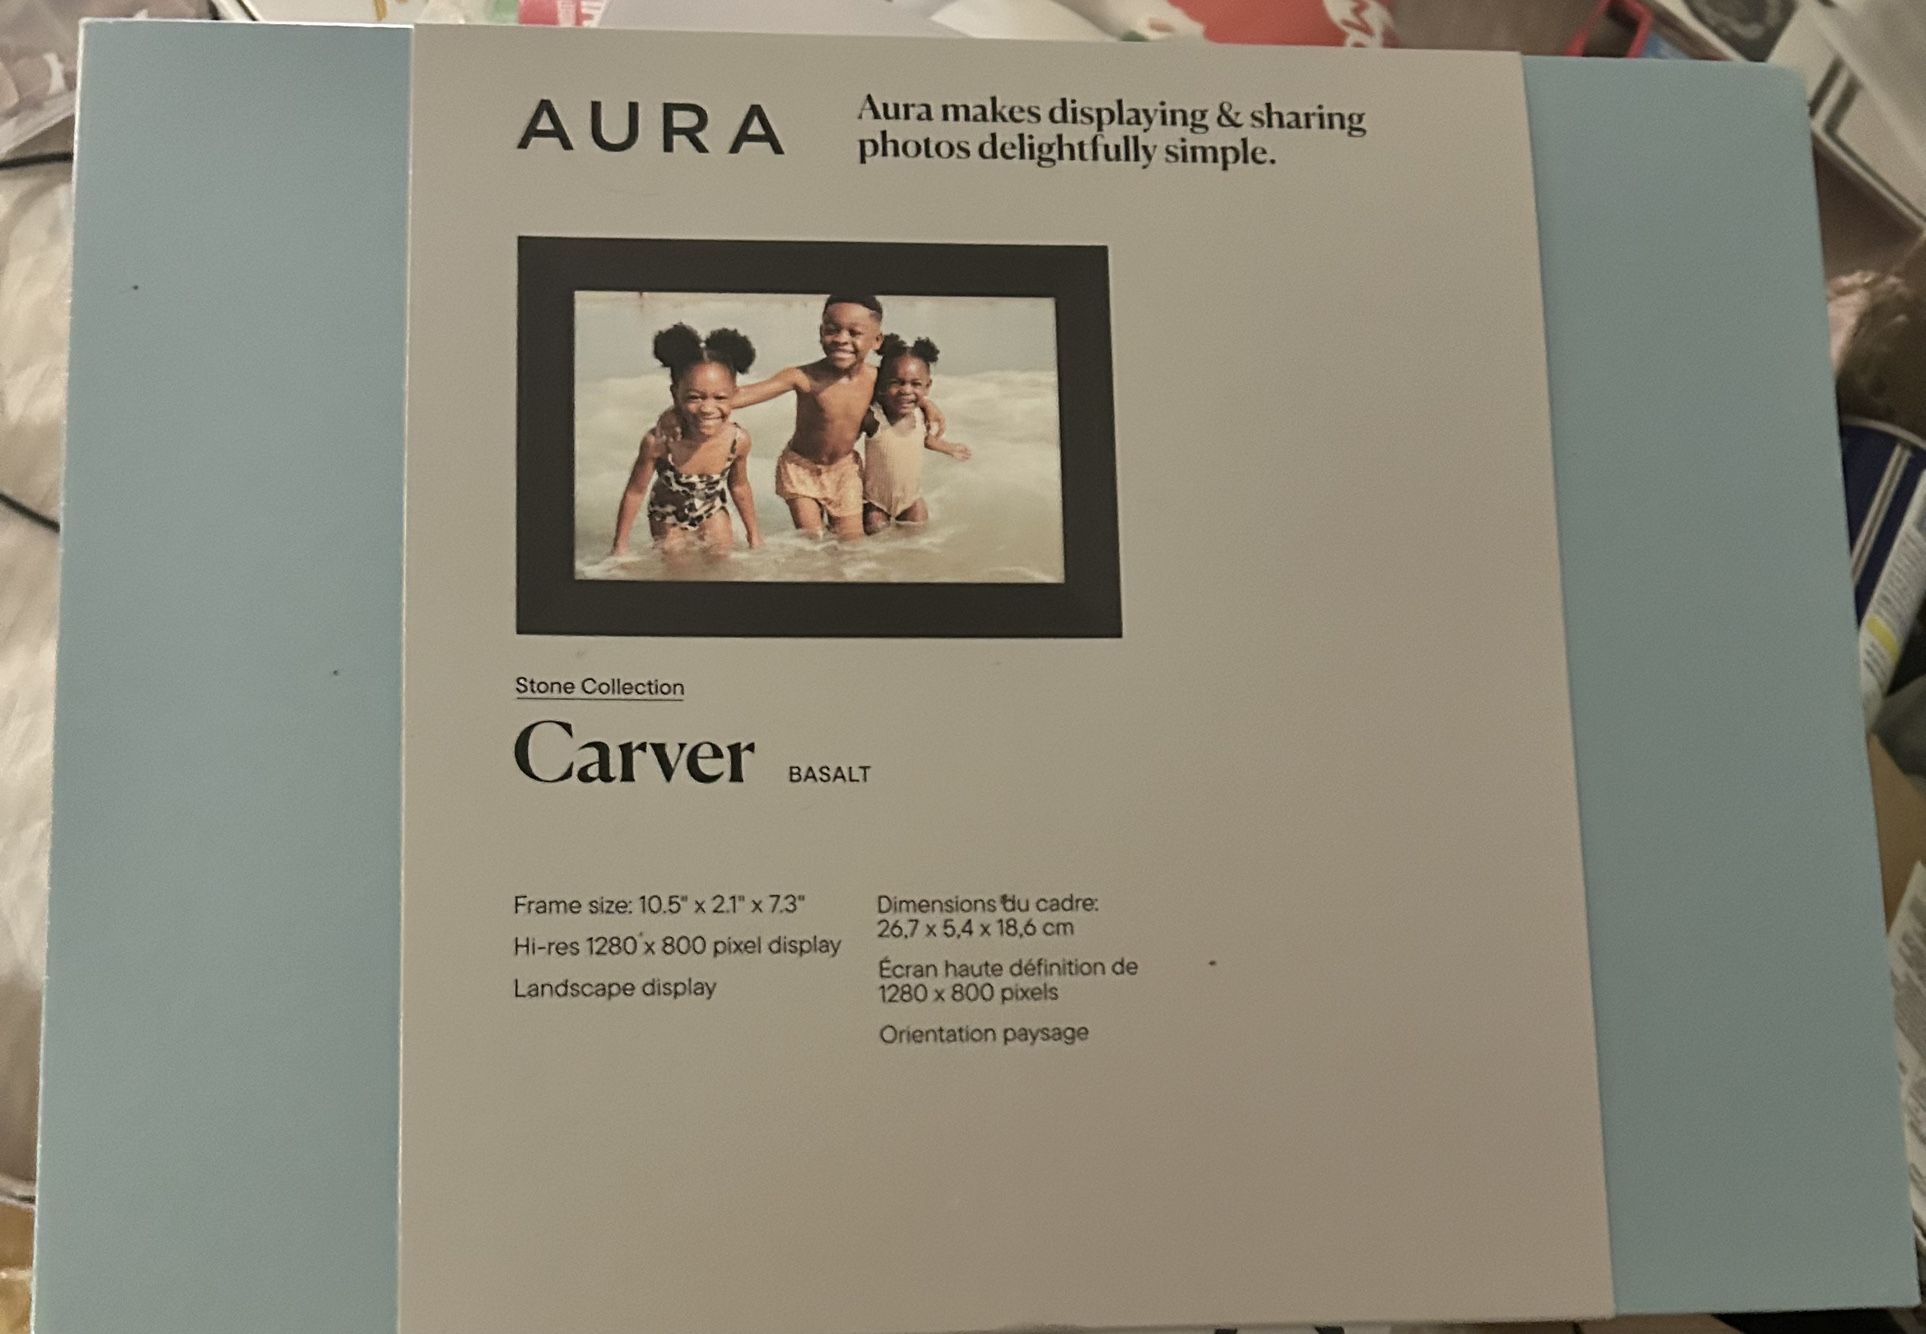 AURA
Aura makes displaying & sharing
photos delightfully simple.
Stone Collection
Carver BASALT
Frame size: 10.5" x 2.1" x 7.3"
Hi-res 1280 x 800 pixel display
Landscape display
Dimensions du cadre:
26,7 x 5,4 x 18,6 cm
Écran haute définition de
1280 x 800 pixels
Orientation paysage